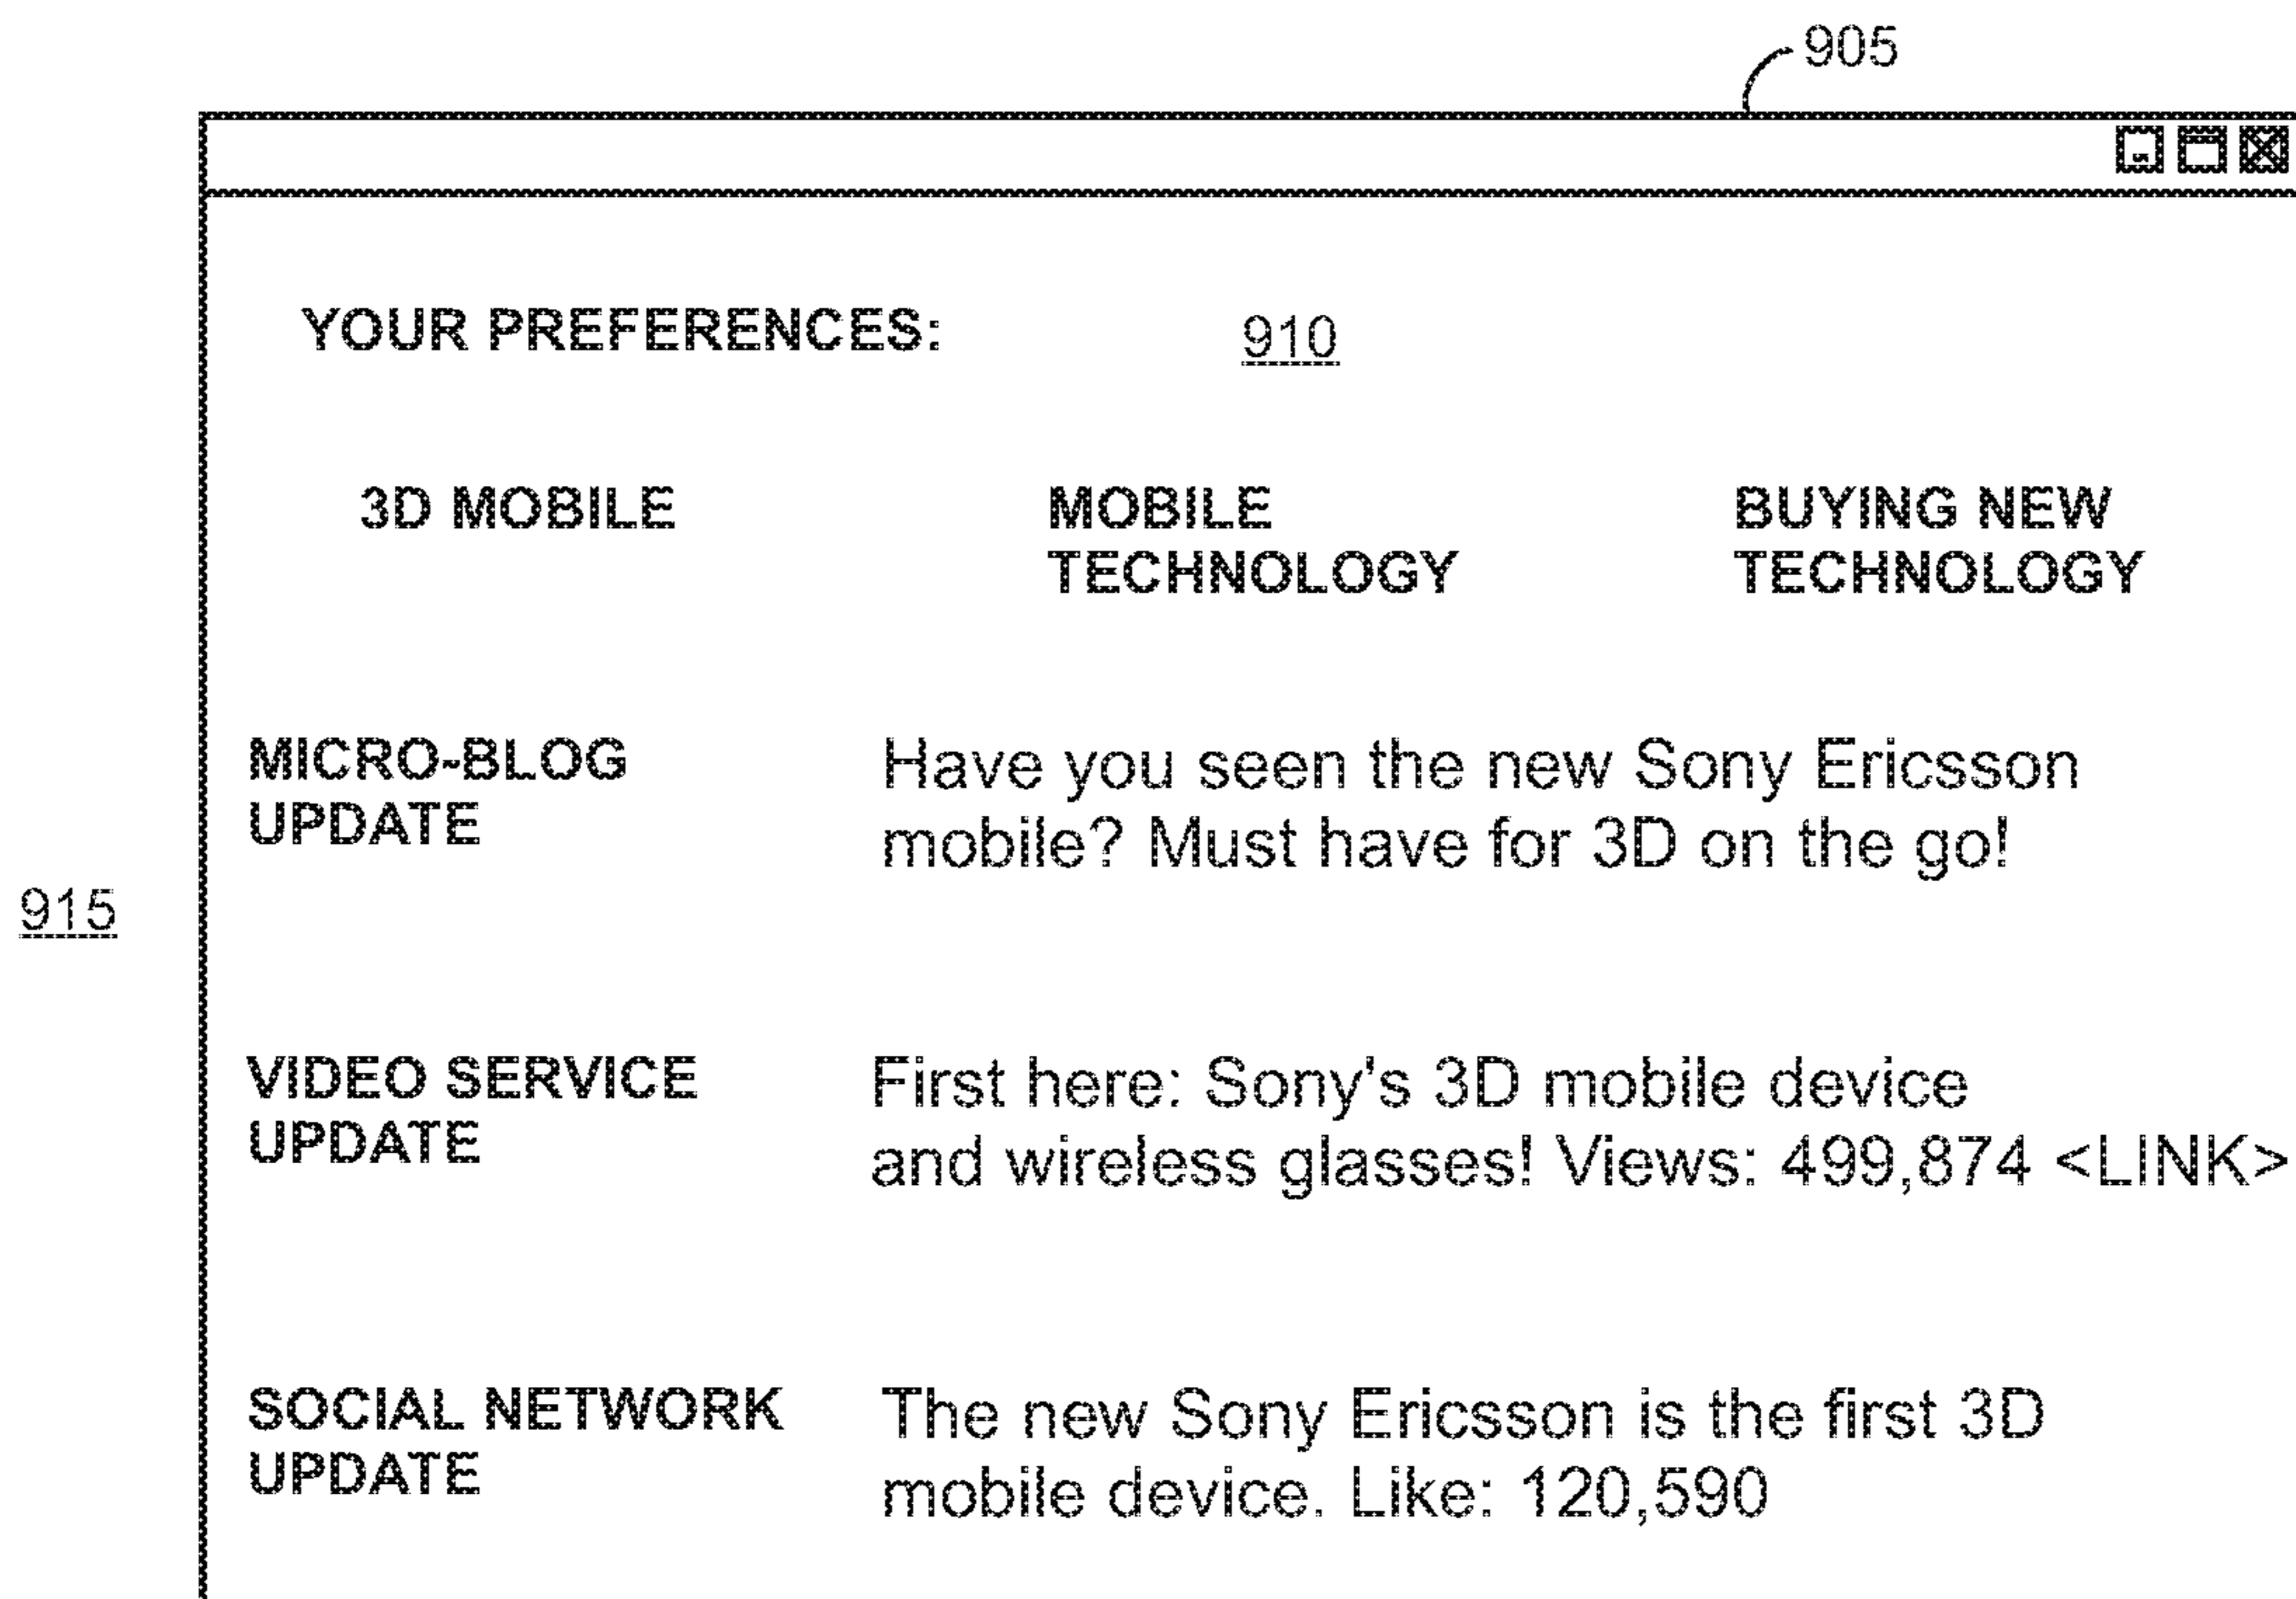 905
YOUR PREFERENCES:
910
3D MOBILE
MOBILE
TECHNOLOGY
BUYING NEW
TECHNOLOGY
MICRO-BLOG
UPDATE
Have you seen the new Sony Ericsson
mobile? Must have for 3D on the go!
915
VIDEO SERVICE
UPDATE
First here: Sony's 3D mobile device
and wireless glasses! Views: 499,874 <LINK>
SOCIAL NETWORK
UPDATE
The new Sony Ericsson is the first 3D
mobile device. Like: 120,590